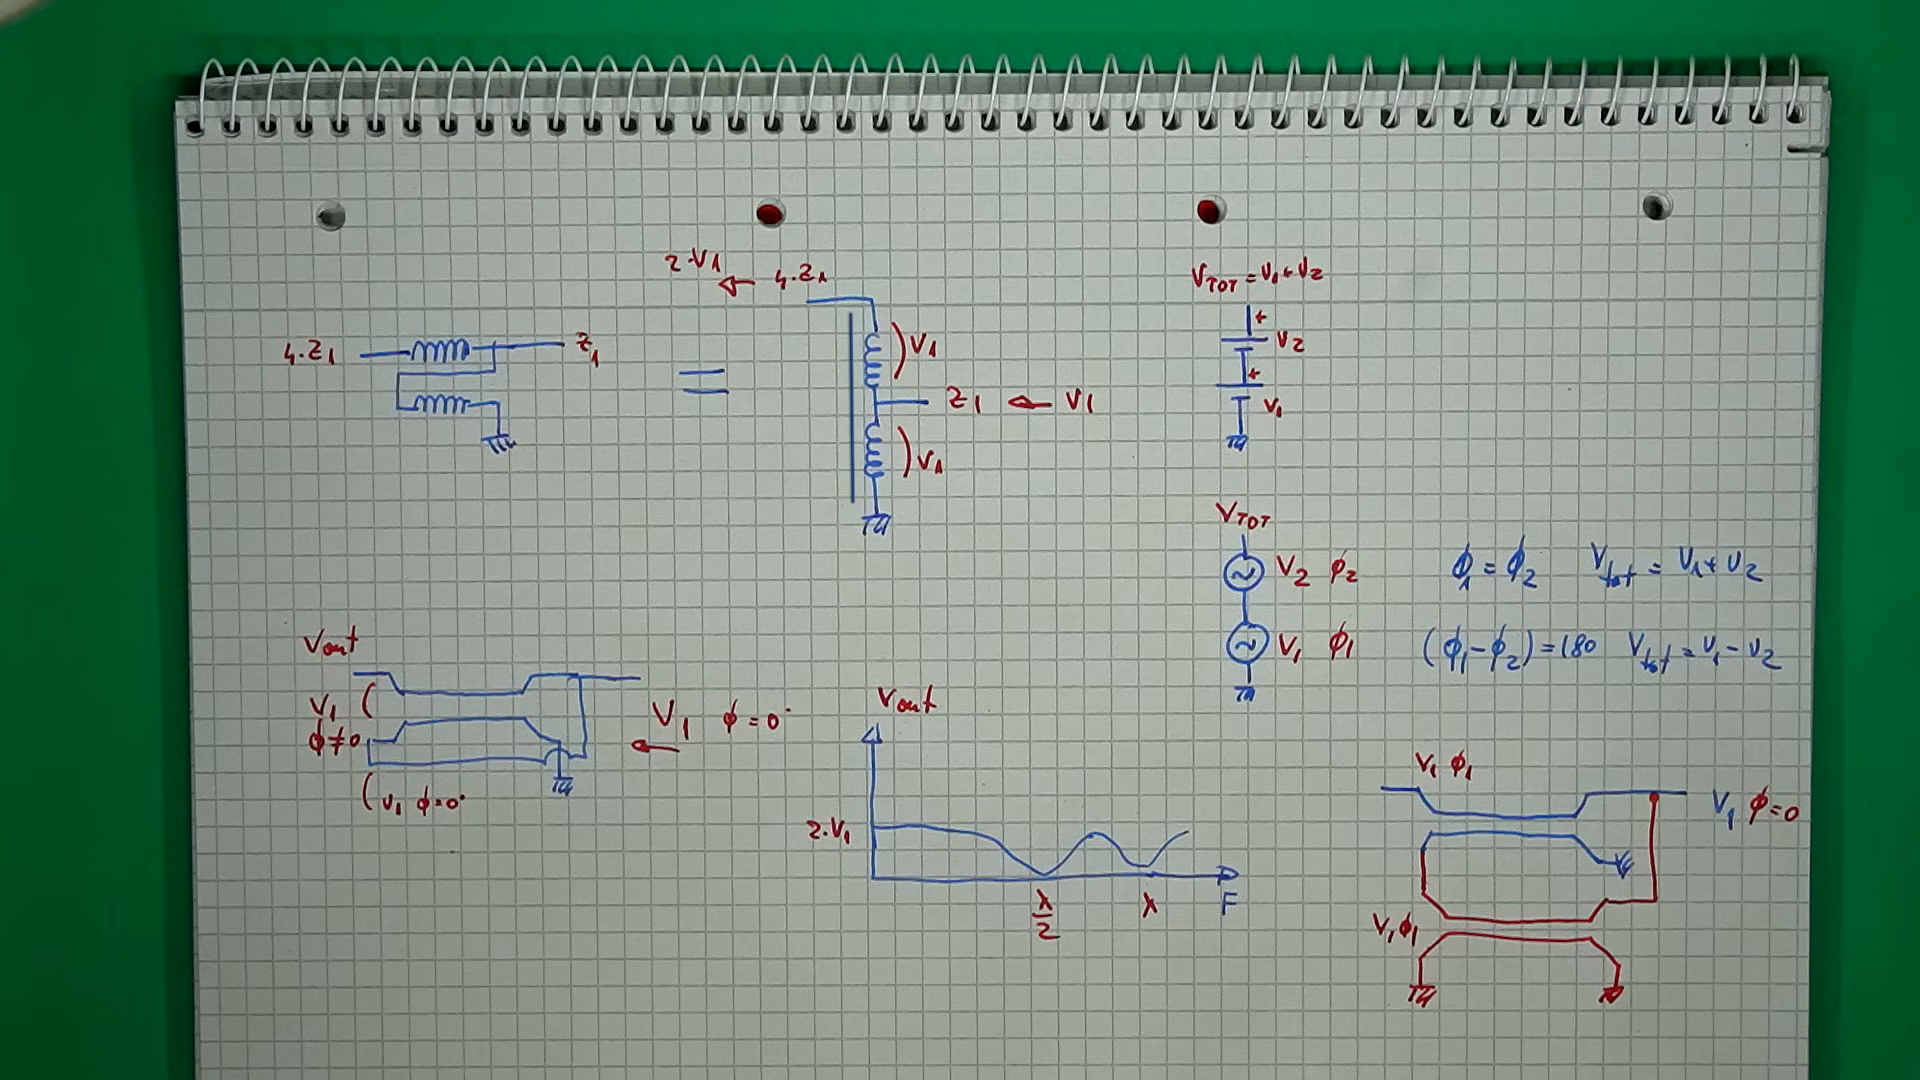 2·V1
4·Z1
4·Z1
Z1
=
V1
Z1 V1
V1
VTOT = V1 + V2
+
V2
+
V1
VTOT
V2 ϕ2
V1 ϕ1
ϕ1 = ϕ2 Vtot = V1 + V2
(ϕ1 - ϕ2) = 180 Vtot = V1 - V2
Vout
V1
ϕ ≠ 0
V1 ϕ = 0°
V1 ϕ = 0°
Vout
2·V1
λ/2
λ
F
V1 ϕ1
V1 ϕ = 0
V1 ϕ1